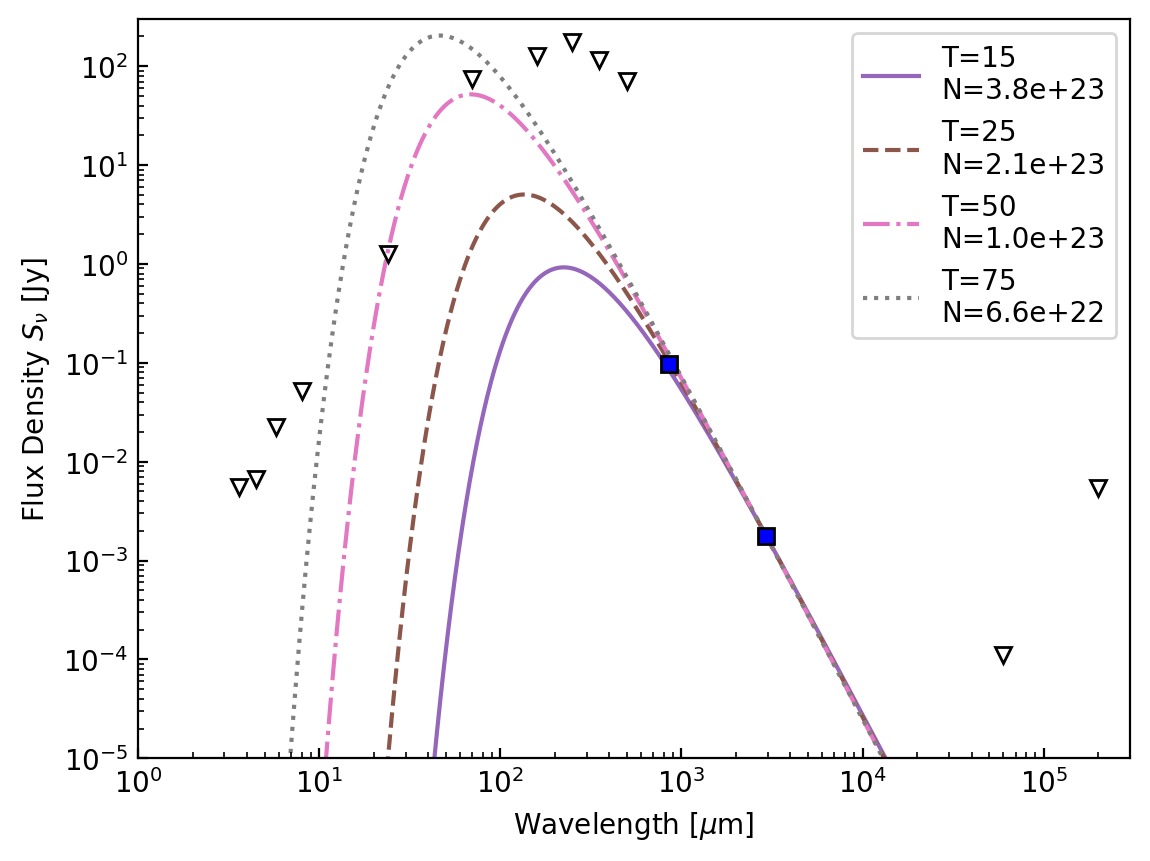 T=15
N=3.8e+23
T=25
N=2.1e+23
T=50
N=1.0e+23
T=75
N=6.6e+22
Flux Density $S_\nu$ [Jy]
10²
10¹
10⁰
10⁻¹
10⁻²
10⁻³
10⁻⁴
10⁻⁵
10⁰ 10¹ 10² 10³ 10⁴ 10⁵
Wavelength [μm]